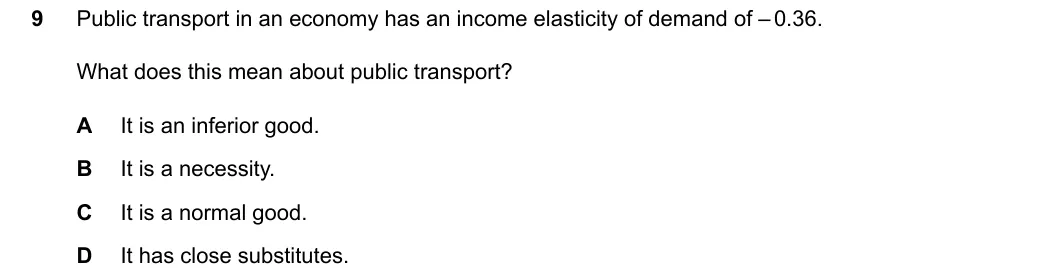 9 Public transport in an economy has an income elasticity of demand of –0.36.
What does this mean about public transport?
A It is an inferior good.
B It is a necessity.
C It is a normal good.
D It has close substitutes.